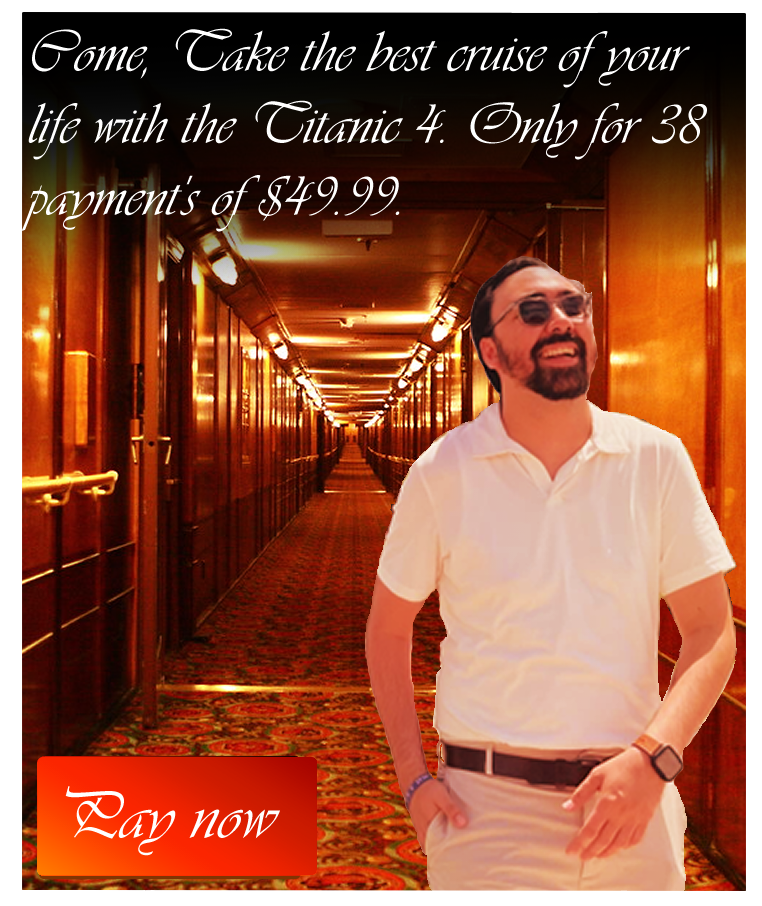 Come, Take the best cruise of your
life with the Titanic 4. Only for 38
payment's of $49.99.
Pay now